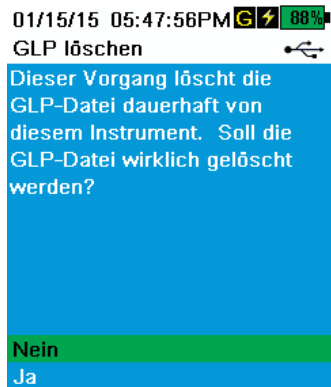 01/15/15 05:47:56PM G 88%
GLP löschen
Dieser Vorgang löscht die
GLP-Datei dauerhaft von
diesem Instrument. Soll die
GLP-Datei wirklich gelöscht
werden?
Nein
Ja